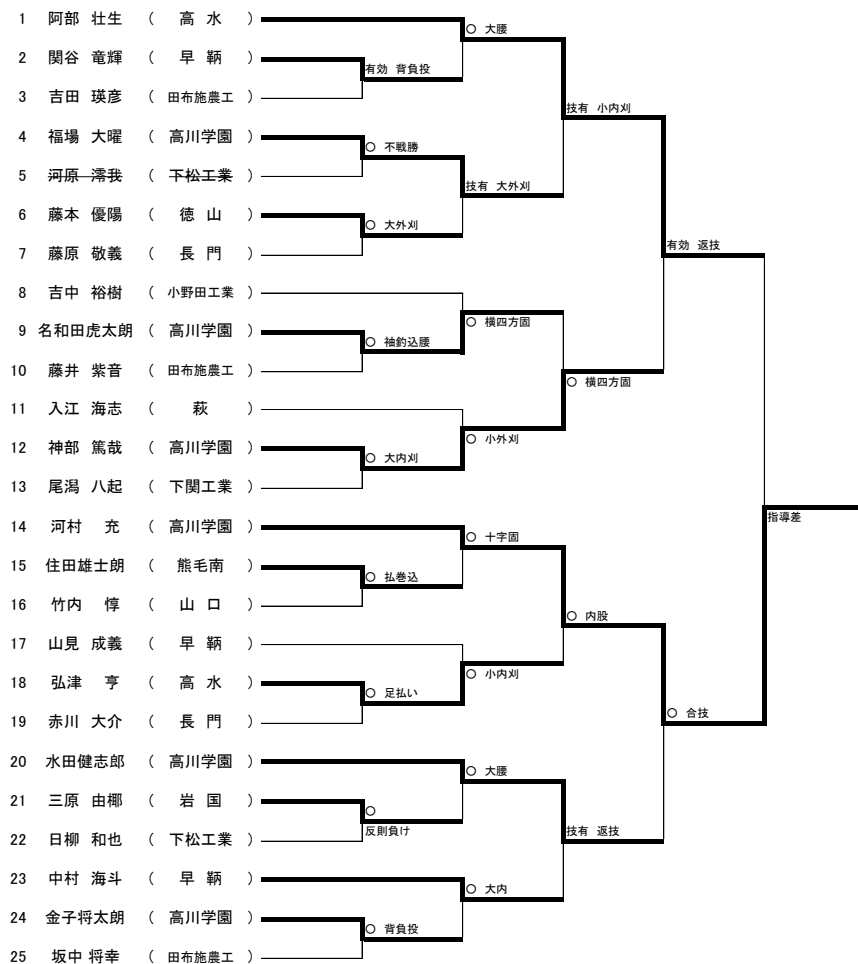 1 阿部 壮生 ( 高 水 )
○ 大腰
2 関谷 竜輝 ( 早 鞆 )
有効 背負投
3 吉田 瑛彦 ( 田布施農工 )
技有 小内刈
4 福場 大曜 ( 高川学園 )
○ 不戦勝
5 河原 澪我 ( 下松工業 )
技有 大外刈
6 藤本 優陽 ( 徳 山 )
○ 大外刈
7 藤原 敬義 ( 長 門 )
有効 返技
8 吉中 裕樹 ( 小野田工業 )
○ 横四方固
9 名和田虎太朗 ( 高川学園 )
○ 袖釣込腰
10 藤井 紫音 ( 田布施農工 )
○ 横四方固
11 入江 海志 ( 萩 )
○ 小外刈
12 神部 篤哉 ( 高川学園 )
○ 大内刈
13 尾潟 八起 ( 下関工業 )
指導差
14 河村 充 ( 高川学園 )
○ 十字固
15 住田雄士朗 ( 熊毛南 )
○ 払巻込
16 竹内 惇 ( 山 口 )
○ 内股
17 山見 成義 ( 早 鞆 )
○ 小内刈
18 弘津 亨 ( 高 水 )
○ 足払い
19 赤川 大介 ( 長 門 )
○ 合技
20 水田健志郎 ( 高川学園 )
○ 大腰
21 三原 由椰 ( 岩 国 )
○
反則負け
22 日柳 和也 ( 下松工業 )
技有 返技
23 中村 海斗 ( 早 鞆 )
○ 大内
24 金子将太朗 ( 高川学園 )
○ 背負投
25 坂中 将幸 ( 田布施農工 )